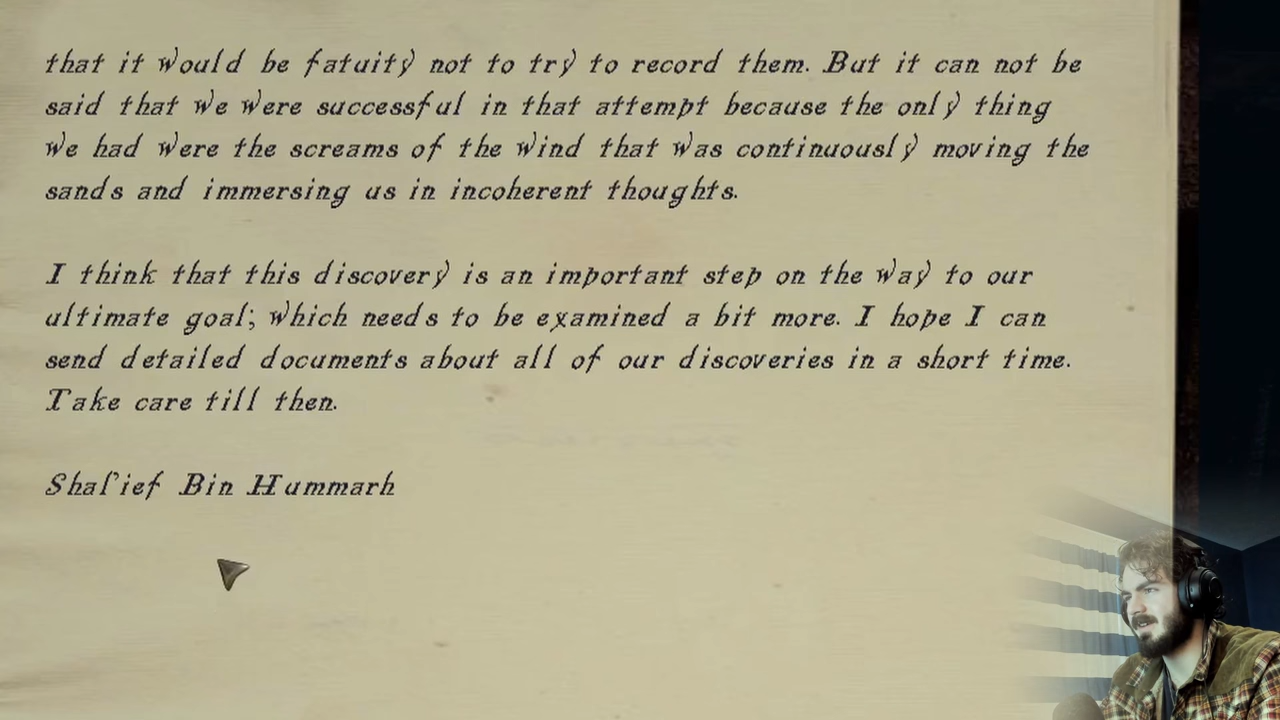 that it would be fatuity not to try to record them. But it can not be
said that we were successful in that attempt because the only thing
we had were the screams of the wind that was continuously moving the
sands and immersing us in incoherent thoughts.
I think that this discovery is an important step on the way to our
ultimate goal; which needs to be examined a bit more. I hope I can
send detailed documents about all of our discoveries in a short time.
Take care till then.
Shal'ief Bin Hummarh